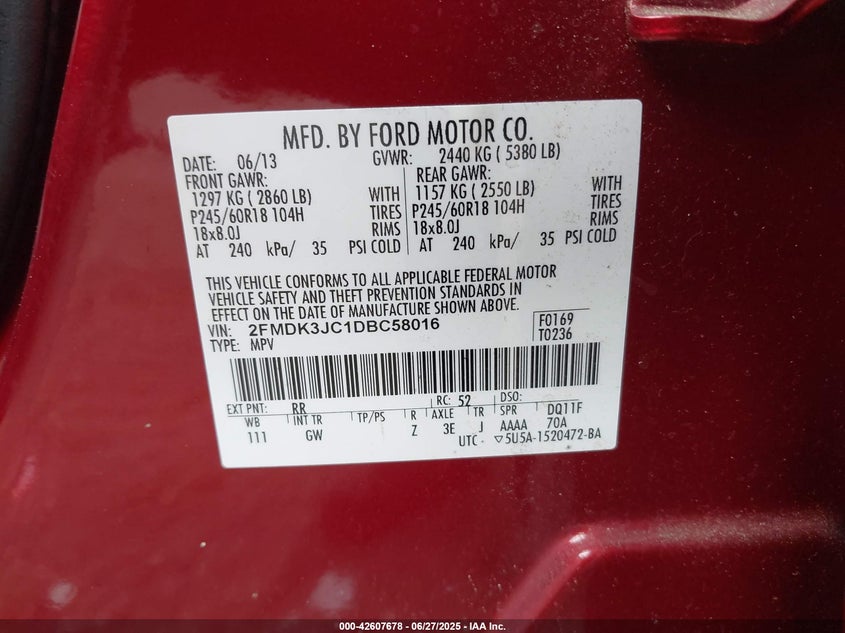 MFD. BY FORD MOTOR CO.
DATE: 06/13 GVWR: 2440 KG ( 5380 LB)
FRONT GAWR: REAR GAWR:
1297 KG ( 2860 LB) WITH 1157 KG ( 2550 LB) WITH
P245/60R18 104H TIRES P245/60R18 104H TIRES
18x8.0J RIMS 18x8.0J RIMS
AT 240 kPa/ 35 PSI COLD AT 240 kPa/ 35 PSI COLD
THIS VEHICLE CONFORMS TO ALL APPLICABLE FEDERAL MOTOR
VEHICLE SAFETY AND THEFT PREVENTION STANDARDS IN
EFFECT ON THE DATE OF MANUFACTURE SHOWN ABOVE.
VIN: 2FMDK3JC1DBC58016 F0169
TYPE: MPV T0236
EXT PNT: RR RC: 52 DSO:
WB INT TR TP/PS R AXLE TR SPR DQ11F
111 GW Z 3E J AAAA 70A
UTC - ▽5U5A-1520472-BA
000-42607678 - 06/27/2025 - IAA Inc.